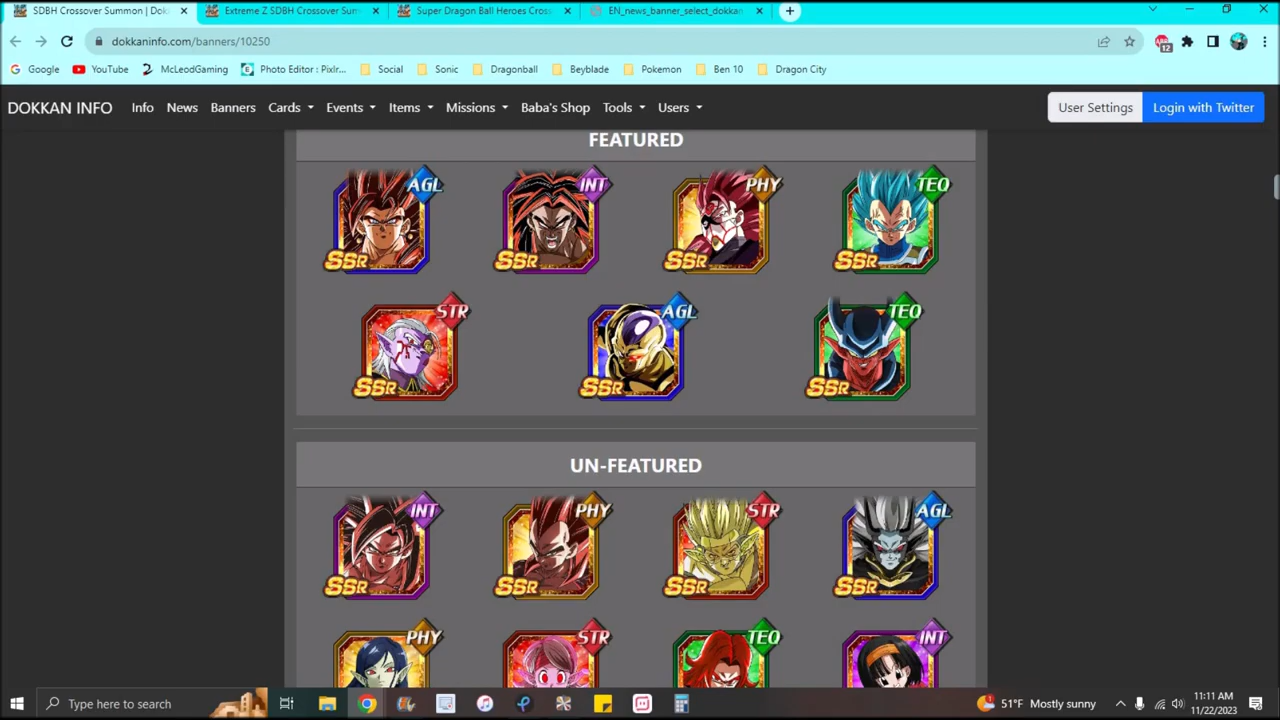 SDBH Crossover Summon | Dok
Extreme Z SDBH Crossover Sum
Super Dragon Ball Heroes Cross
EN_news_banner_select_dokkan
dokkaninfo.com/banners/10250
12
Google
YouTube
McLeodGaming
Photo Editor : Pixlr...
Social
Sonic
Dragonball
Beyblade
Pokemon
Ben 10
Dragon City
DOKKAN INFO
Info
News
Banners
Cards
Events
Items
Missions
Baba's Shop
Tools
Users
User Settings
Login with Twitter
FEATURED
AGL
INT
PHY
TEQ
SSR
SSR
SSR
SSR
STR
AGL
TEQ
SSR
SSR
SSR
UN-FEATURED
INT
PHY
STR
AGL
SSR
SSR
SSR
SSR
PHY
STR
TEQ
INT
Type here to search
51°F Mostly sunny
11:11 AM
11/22/2023